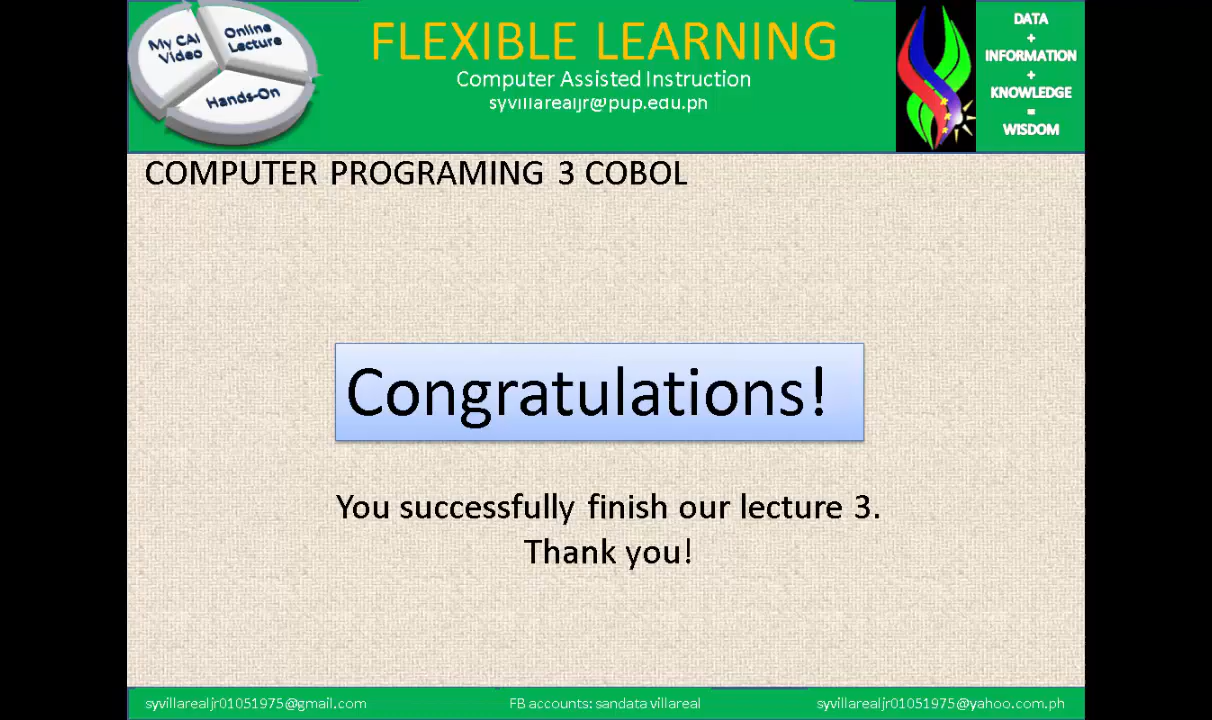 My CAI
Video
Online
Lecture
Hands-On
FLEXIBLE LEARNING
Computer Assisted Instruction
syvillarealjr@pup.edu.ph
DATA
+
INFORMATION
+
KNOWLEDGE
=
WISDOM
COMPUTER PROGRAMING 3 COBOL
Congratulations!
You successfully finish our lecture 3.
Thank you!
syvillarealjr01051975@gmail.com
FB accounts: sandata villareal
syvillarealjr01051975@yahoo.com.ph